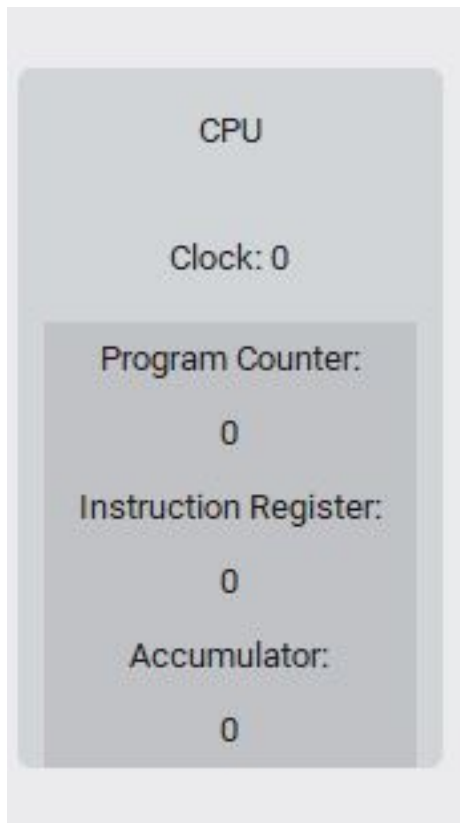 CPU
Clock: 0
Program Counter:
0
Instruction Register:
0
Accumulator:
0